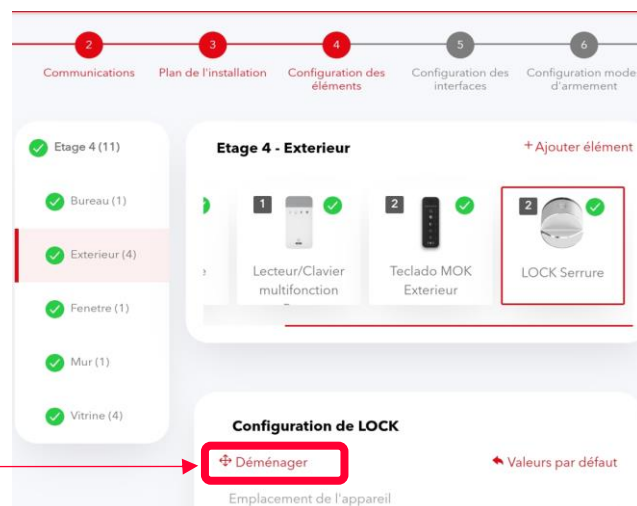 2
3
4
5
6
Communications
Plan de l'installation
Configuration des
éléments
Configuration des
interfaces
Configuration mode
d'armement
Etage 4 (11)
Bureau (1)
Exterieur (4)
Fenetre (1)
Mur (1)
Vitrine (4)
Etage 4 - Exterieur
+ Ajouter élément
1
Lecteur/Clavier
multifonction
2
Teclado MOK
Exterieur
2
LOCK Serrure
Configuration de LOCK
Déménager
Valeurs par défaut
Emplacement de l'appareil